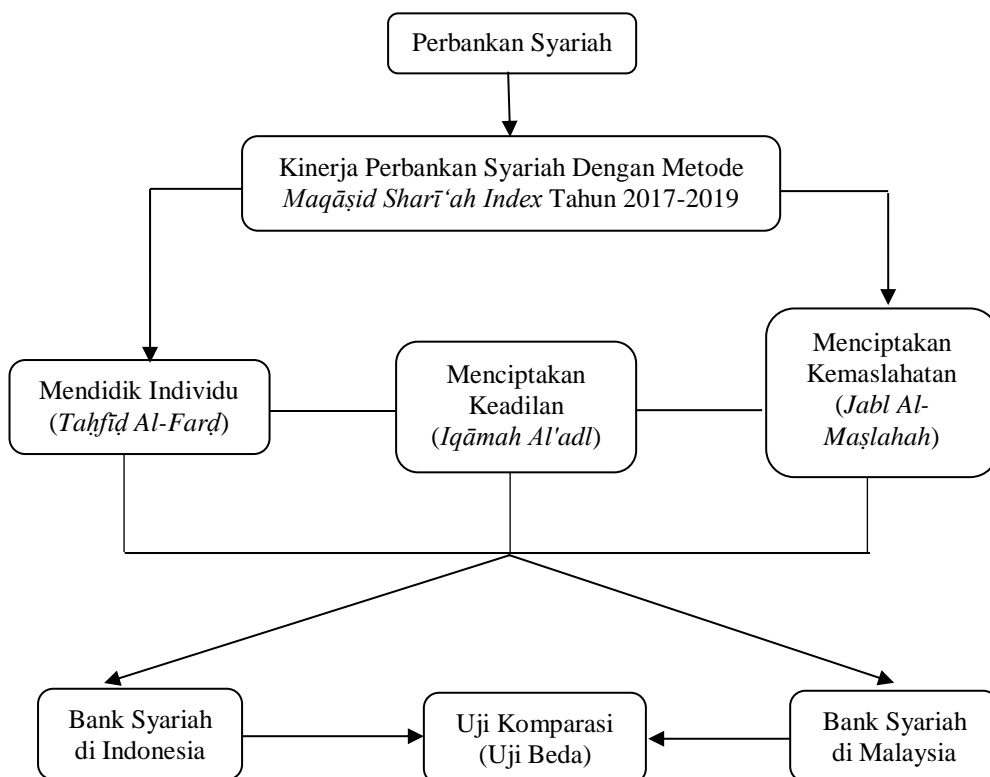 Perbankan Syariah
Kinerja Perbankan Syariah Dengan Metode
Maqāṣid Sharī‘ah Index Tahun 2017-2019
Mendidik Individu
(Taḥfīḍ Al-Farḍ)
Menciptakan
Keadilan
(Iqāmah Al'adl)
Menciptakan
Kemaslahatan
(Jabl Al-
Maṣlahah)
Bank Syariah
di Indonesia
Uji Komparasi
(Uji Beda)
Bank Syariah
di Malaysia